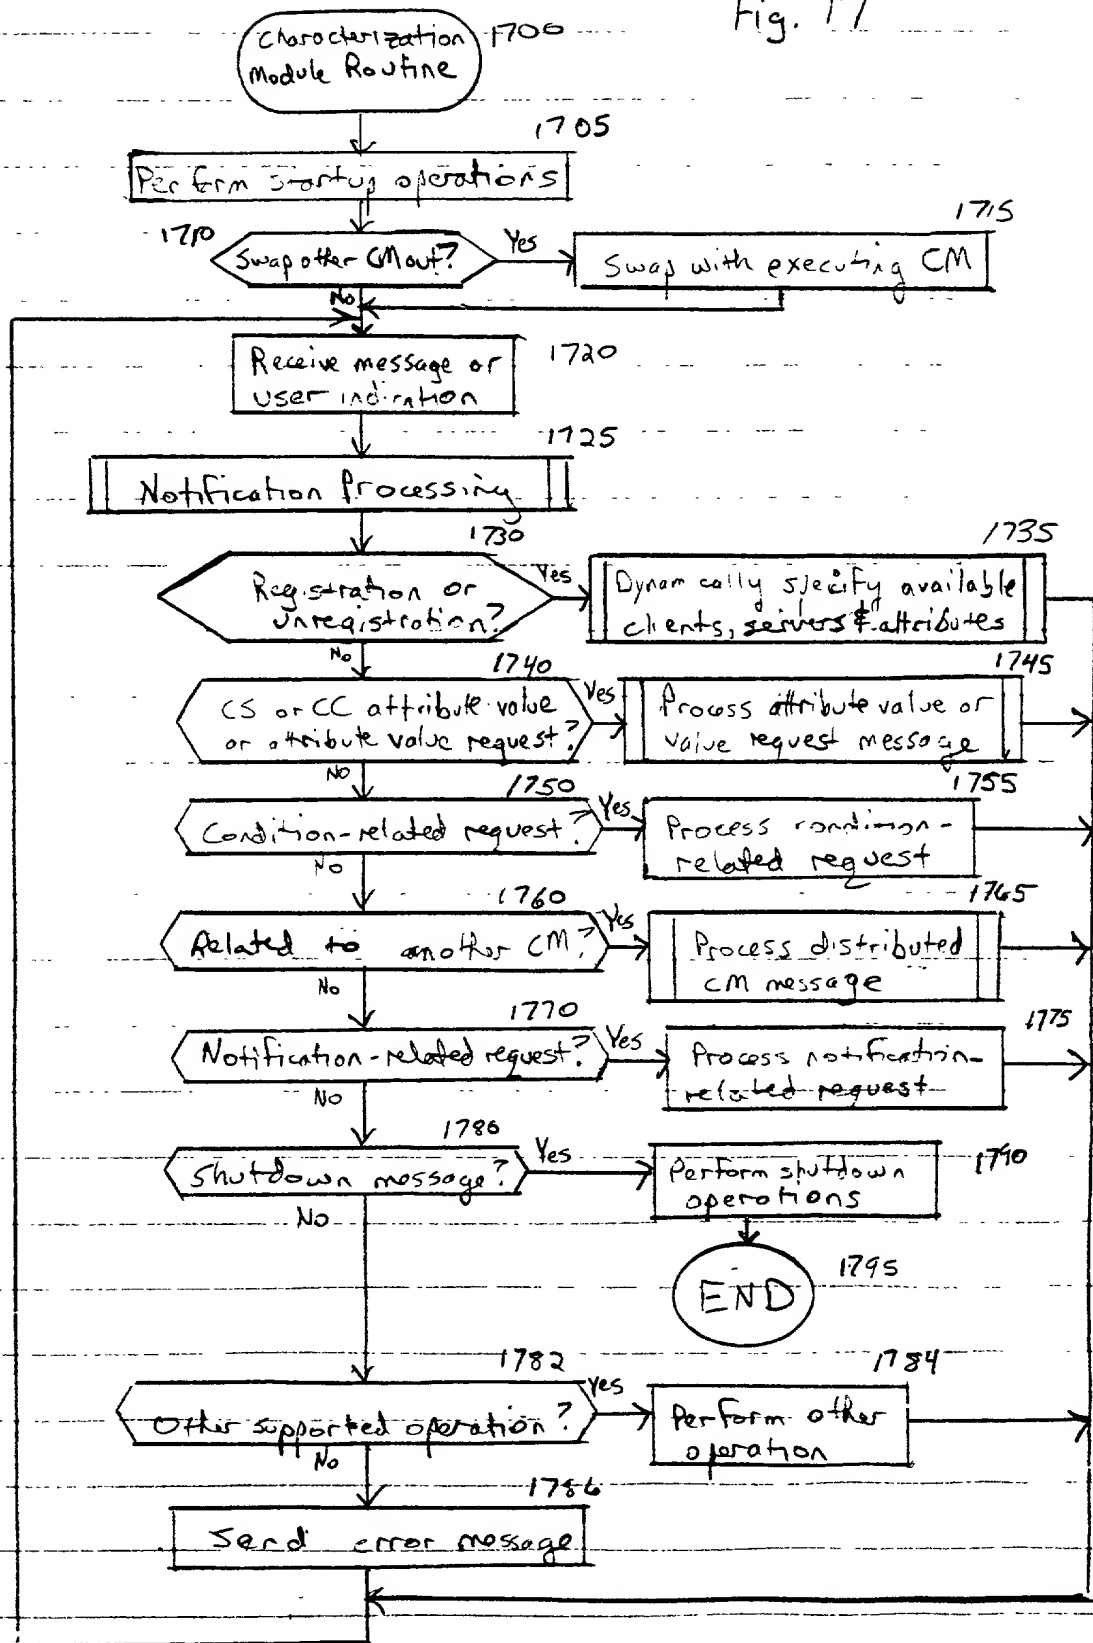 Fig. 17
Characterization
Module Routine
1700
1705
Perform startup operations
1710
Swap other CM out?
Yes
No
1715
Swap with executing CM
1720
Receive message or
user indication
1725
Notification Processing
1730
Registration or
unregistration?
Yes
No
1735
Dynamically specify available
clients, servers & attributes
1740
CS or CC attribute value
or attribute value request?
Yes
No
1745
Process attribute value or
value request message
1750
Condition-related request?
Yes
No
1755
Process condition-
related request
1760
Related to another CM?
Yes
No
1765
Process distributed
CM message
1770
Notification-related request?
Yes
No
1775
Process notification-
related request
1780
Shutdown message?
Yes
No
1790
Perform shutdown
operations
1795
END
1782
Other supported operation?
Yes
No
1784
Perform other
operation
1786
Send error message